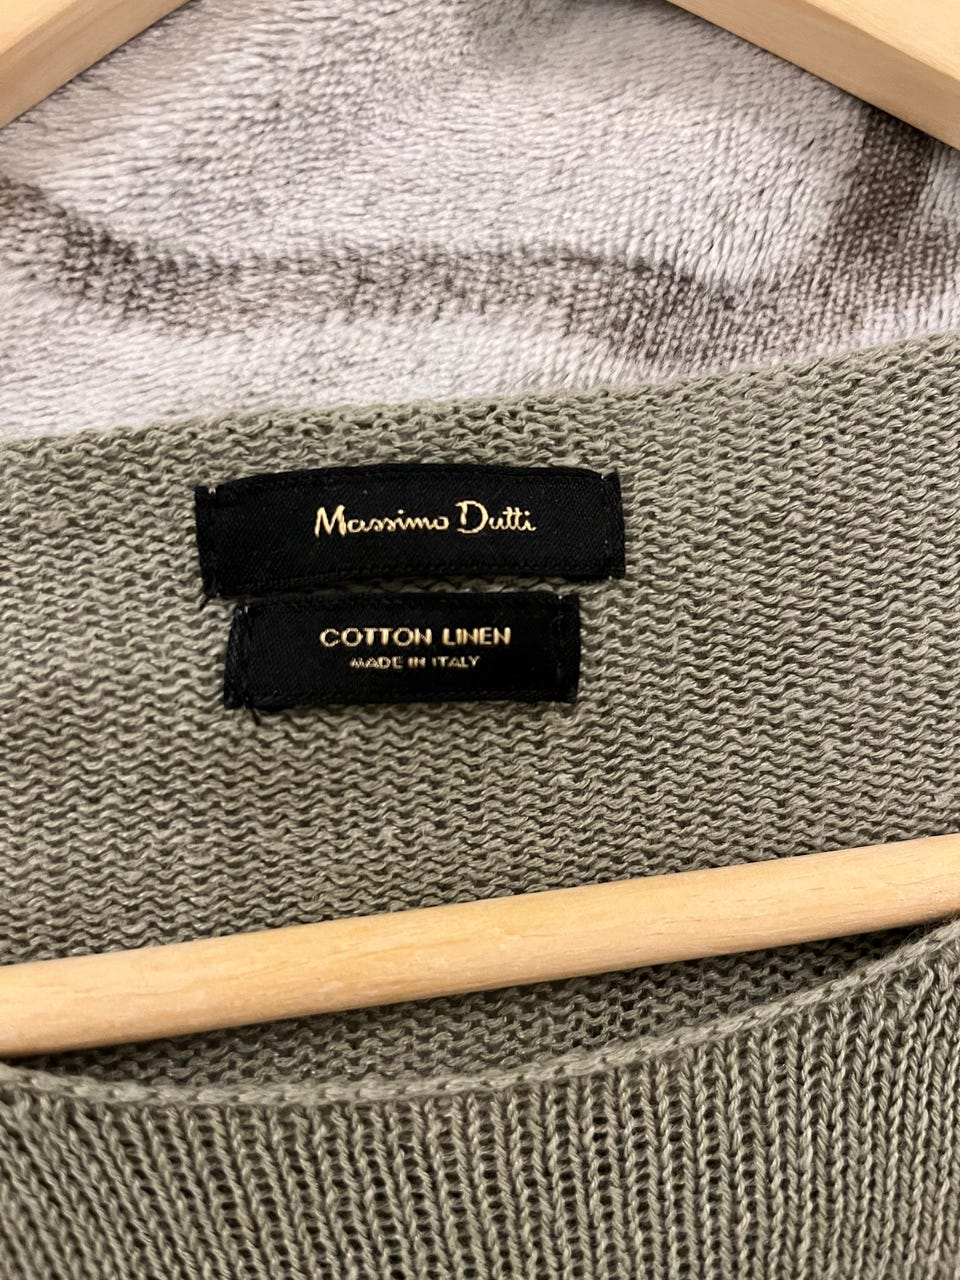 Massimo Dutti
COTTON LINEN
MADE IN ITALY